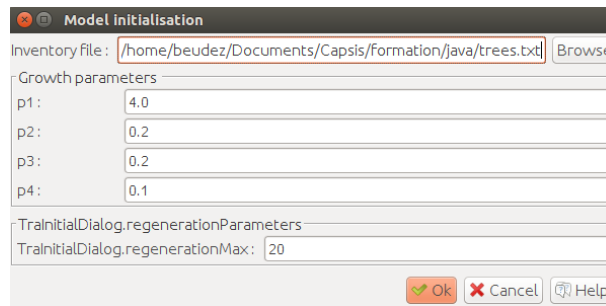 Model initialisation
Inventory file : /home/beudez/Documents/Capsis/formation/java/trees.txt Browse
Growth parameters
p1 : 4.0
p2 : 0.2
p3 : 0.2
p4 : 0.1
TraInitialDialog.regenerationParameters
TraInitialDialog.regenerationMax : 20
Ok Cancel Help